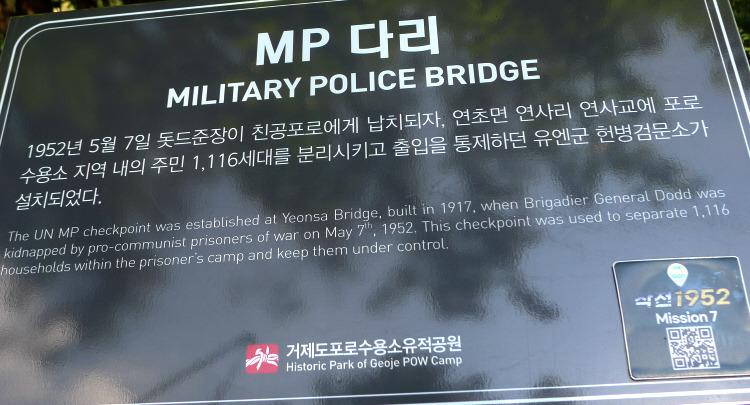 MP 다리
MILITARY POLICE BRIDGE
1952년 5월 7일 돗드준장이 친공포로에게 납치되자, 연초면 연사리 연사교에 포로
수용소 지역 내의 주민 1,116세대를 분리시키고 출입을 통제하던 유엔군 헌병검문소가
설치되었다.
The UN MP checkpoint was established at Yeonsa Bridge, built in 1917, when Brigadier General Dodd was
kidnapped by pro-communist prisoners of war on May 7th, 1952. This checkpoint was used to separate 1,116
households within the prisoner's camp and keep them under control.
작전1952
Mission 7
거제도포로수용소유적공원
Historic Park of Geoje POW Camp